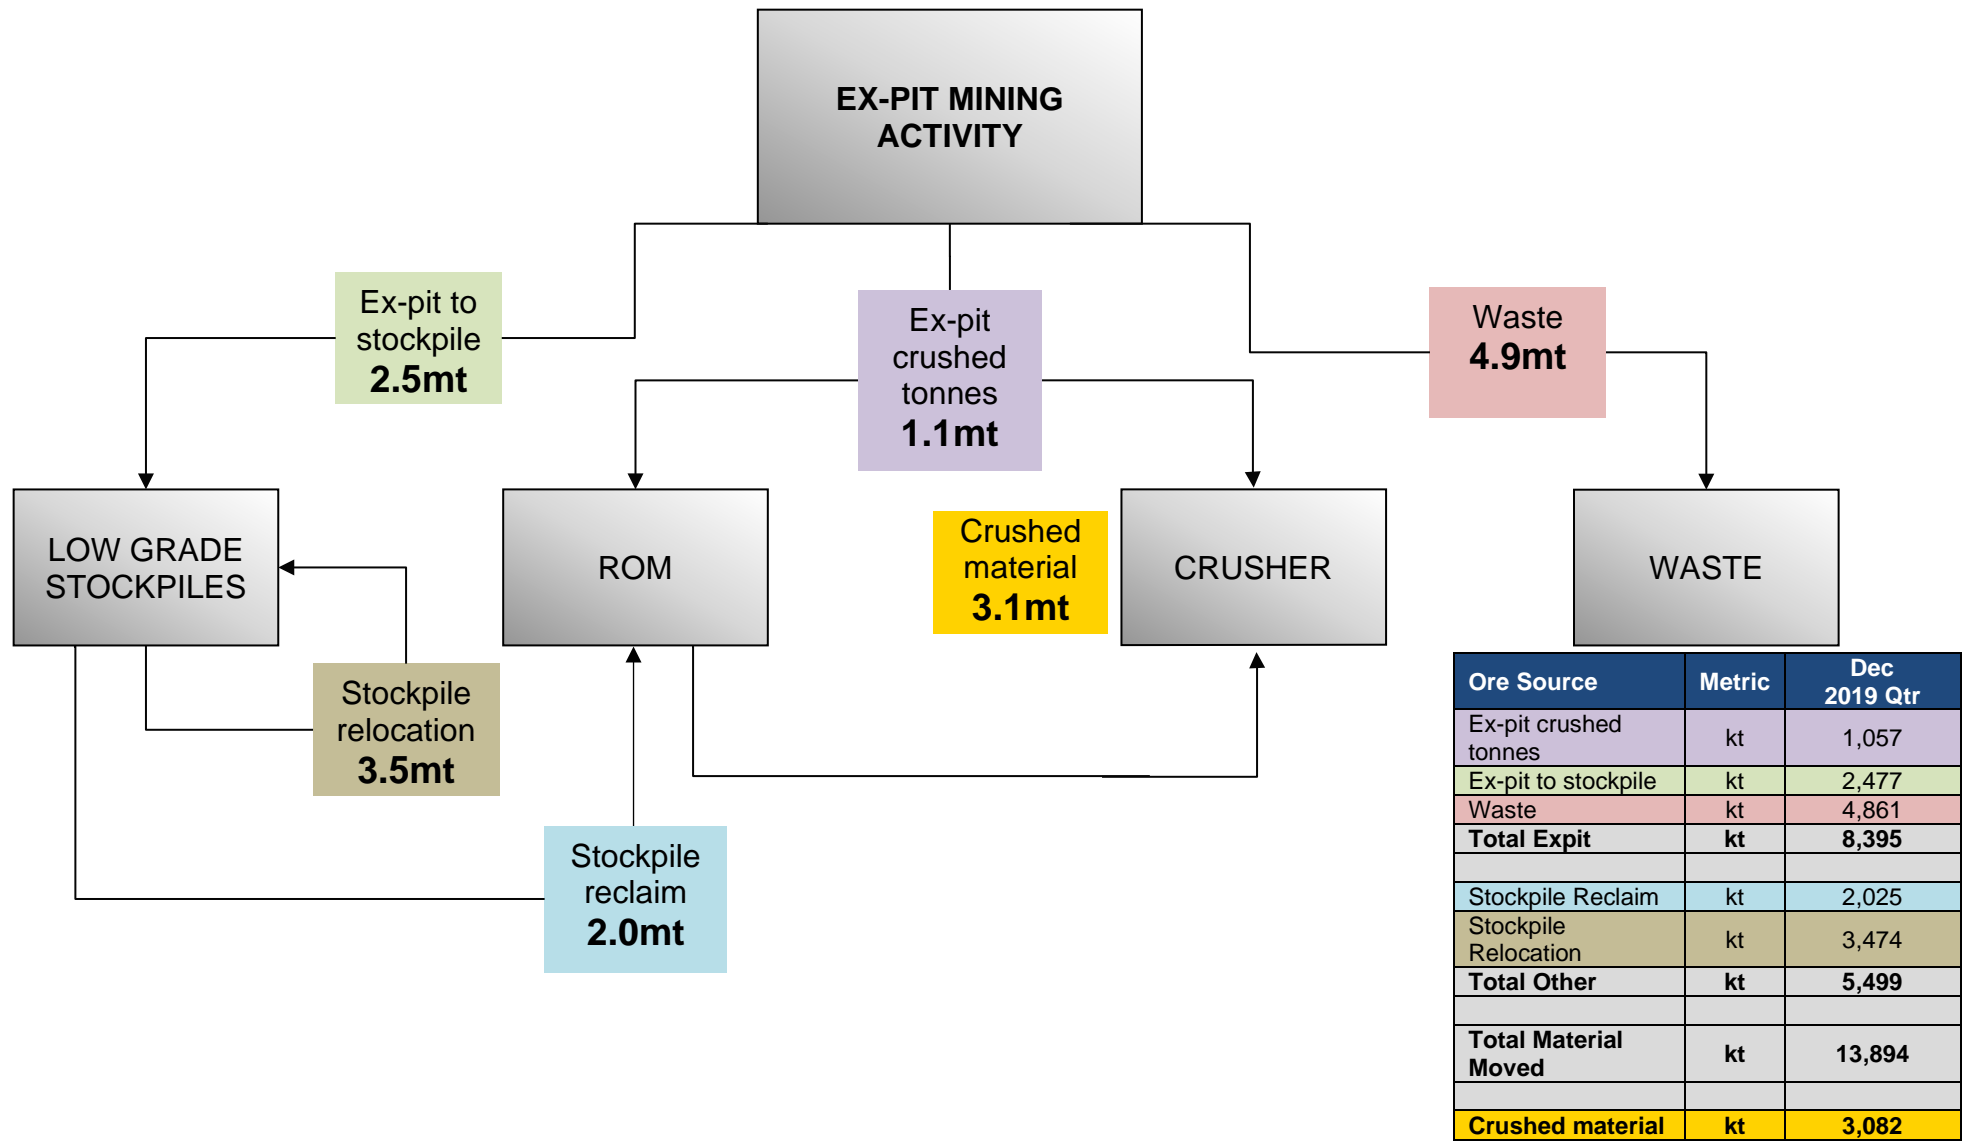 EX-PIT MINING
ACTIVITY
Ex-pit to
stockpile
2.5mt
Ex-pit
crushed
tonnes
1.1mt
Waste
4.9mt
LOW GRADE
STOCKPILES
ROM
Crushed
material
3.1mt
CRUSHER
WASTE
Stockpile
relocation
3.5mt
Stockpile
reclaim
2.0mt
Ore Source Metric Dec
2019 Qtr
Ex-pit crushed
tonnes kt 1,057
Ex-pit to stockpile kt 2,477
Waste kt 4,861
Total Expit kt 8,395
Stockpile Reclaim kt 2,025
Stockpile
Relocation kt 3,474
Total Other kt 5,499
Total Material
Moved kt 13,894
Crushed material kt 3,082